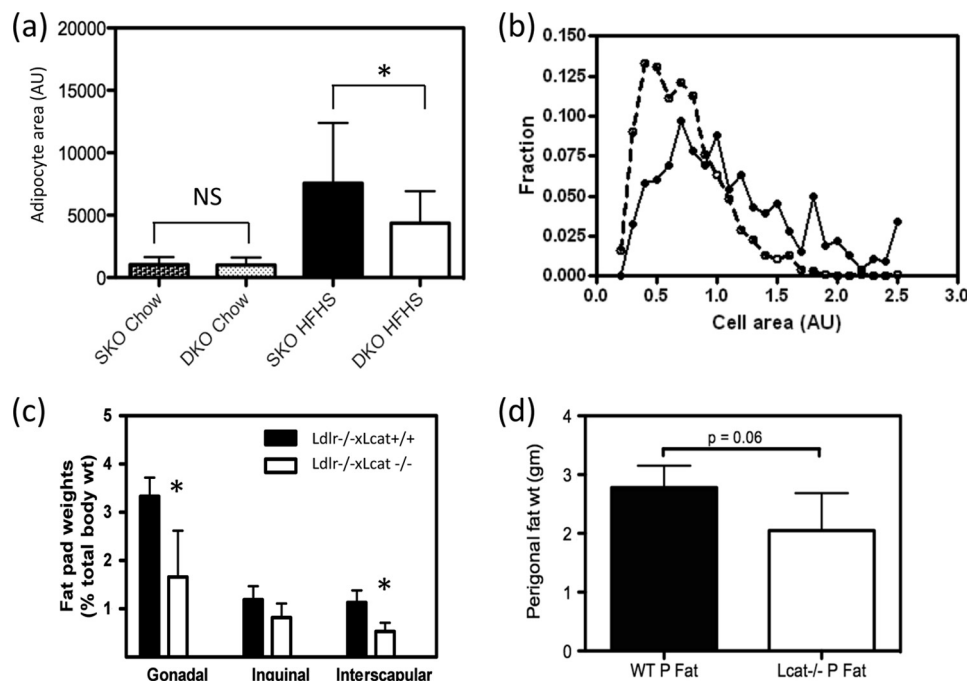 (a)
20000
15000
10000
5000
0
Adipocyte area (AU)
NS
*
SKO Chow
DKO Chow
SKO HFHS
DKO HFHS
(b)
0.150
0.125
0.100
0.075
0.050
0.025
0.000
Fraction
0.0 0.5 1.0 1.5 2.0 2.5 3.0
Cell area (AU)
(c)
5
4
3
2
1
Fat pad weights
(% total body wt)
Ldlr-/-xLcat+/+
Ldlr-/-xLcat -/-
*
*
Gonadal Inguinal Interscapular
(d)
4
3
2
1
0
Perigonal fat wt (gm)
p = 0.06
WT P Fat Lcat-/- P Fat